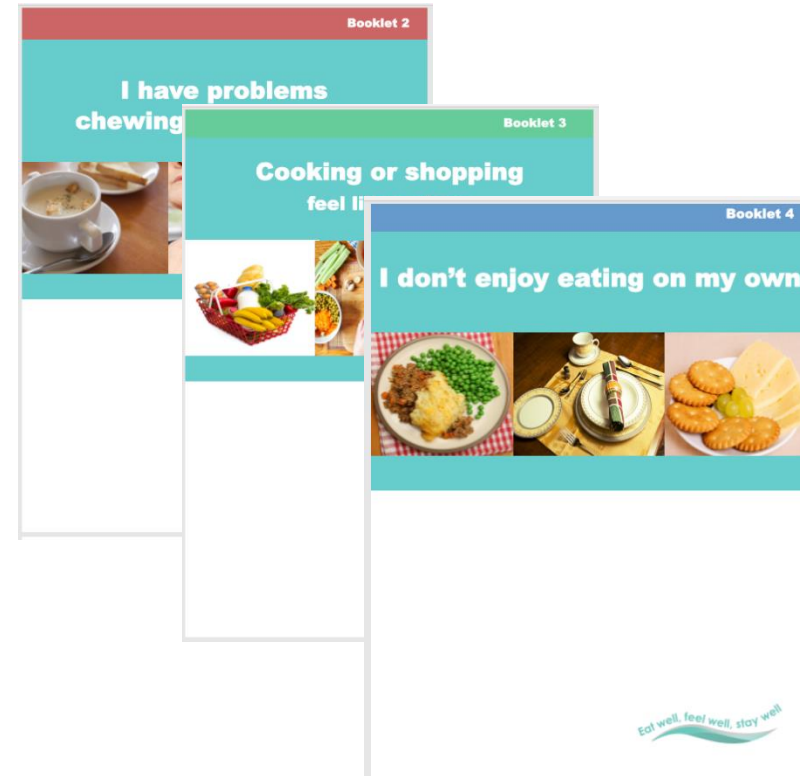 Booklet 2
I have problems
chewing
Booklet 3
Cooking or shopping
feel li
Booklet 4
I don’t enjoy eating on my own
Eat well, feel well, stay well